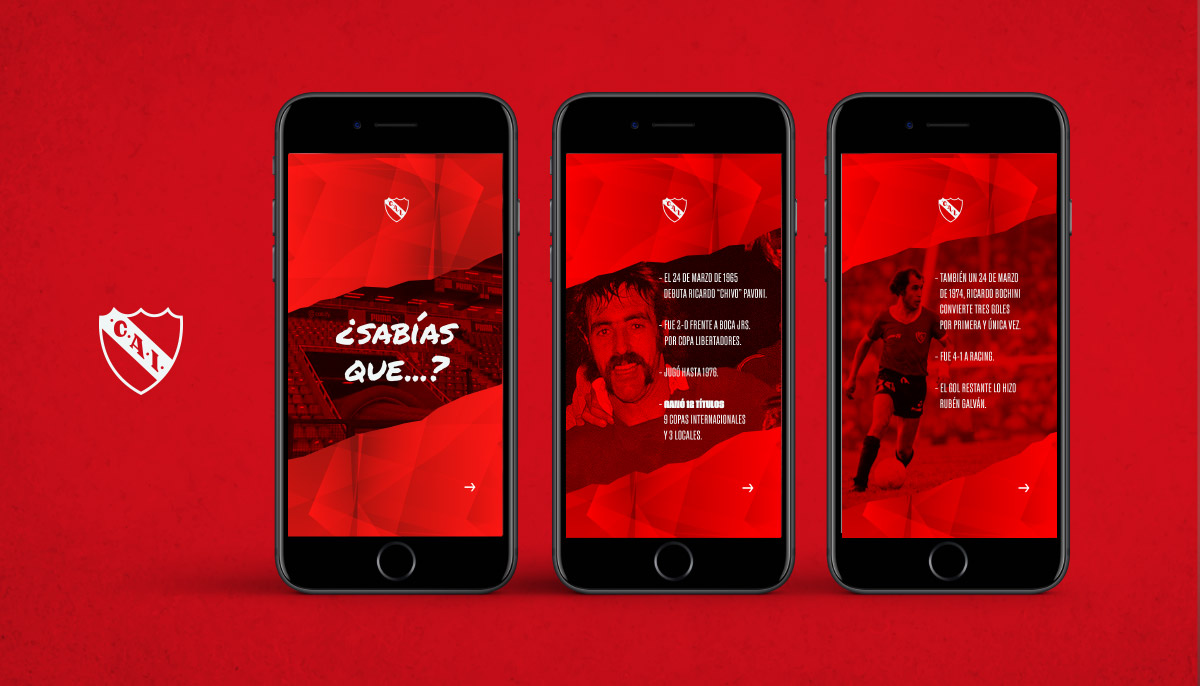 C.A.I.
C.A.I.
¿SABÍAS
QUE...?
C.A.I.
- EL 24 DE MARZO DE 1965
DEBUTA RICARDO "CHIVO" PAVONI.
- FUE 2-0 FRENTE A BOCA JRS.
POR COPA LIBERTADORES.
- JUGÓ HASTA 1976.
- GANÓ 12 TÍTULOS
9 COPAS INTERNACIONALES
Y 3 LOCALES.
C.A.I.
- TAMBIÉN UN 24 DE MARZO
DE 1974, RICARDO BOCHINI
CONVIERTE TRES GOLES
POR PRIMERA Y ÚNICA VEZ.
- FUE 4-1 A RACING.
- EL GOL RESTANTE LO HIZO
RUBÉN GALVÁN.